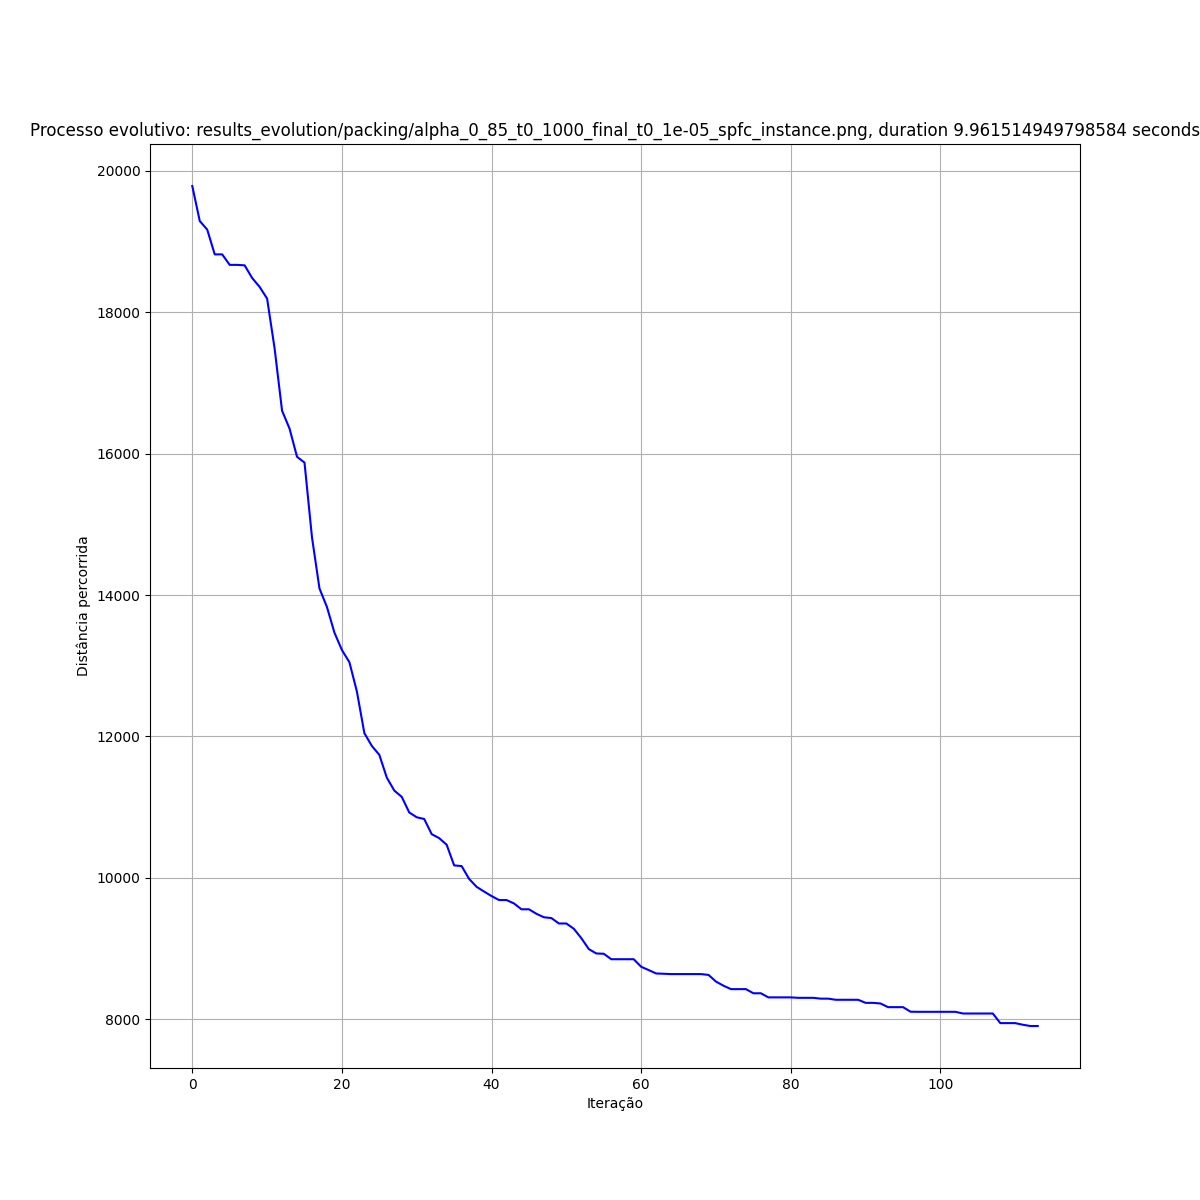 Processo evolutivo: results_evolution/packing/alpha_0_85_t0_1000_final_t0_1e-05_spfc_instance.png, duration 9.961514949798584 seconds
20000
18000
16000
14000
12000
10000
8000
Distância percorrida
0 20 40 60 80 100
Iteração